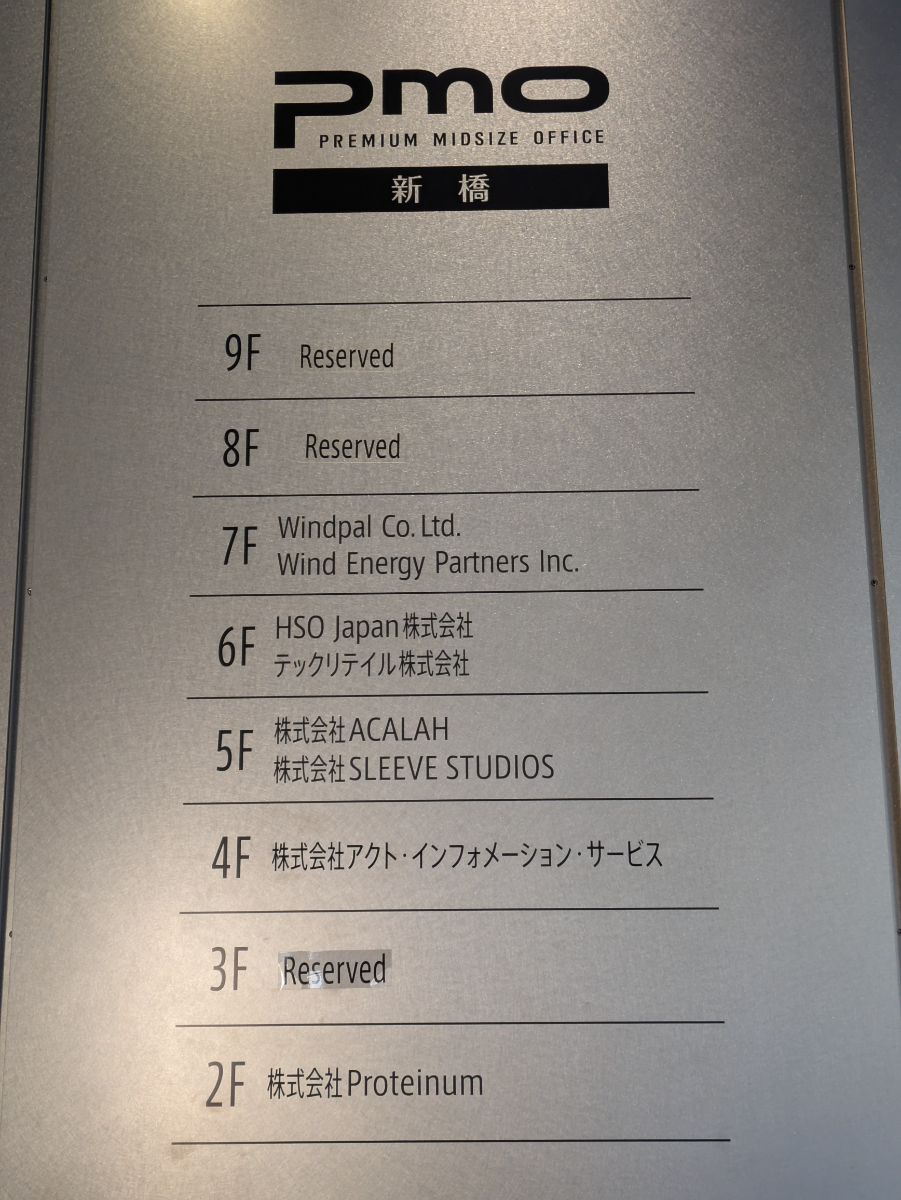 pmo
PREMIUM MIDSIZE OFFICE
新橋
9F Reserved
8F Reserved
7F Windpal Co. Ltd.
Wind Energy Partners Inc.
6F HSO Japan株式会社
テックリテイル株式会社
5F 株式会社ACALAH
株式会社SLEEVE STUDIOS
4F 株式会社アクト・インフォメーション・サービス
3F Reserved
2F 株式会社Proteinum